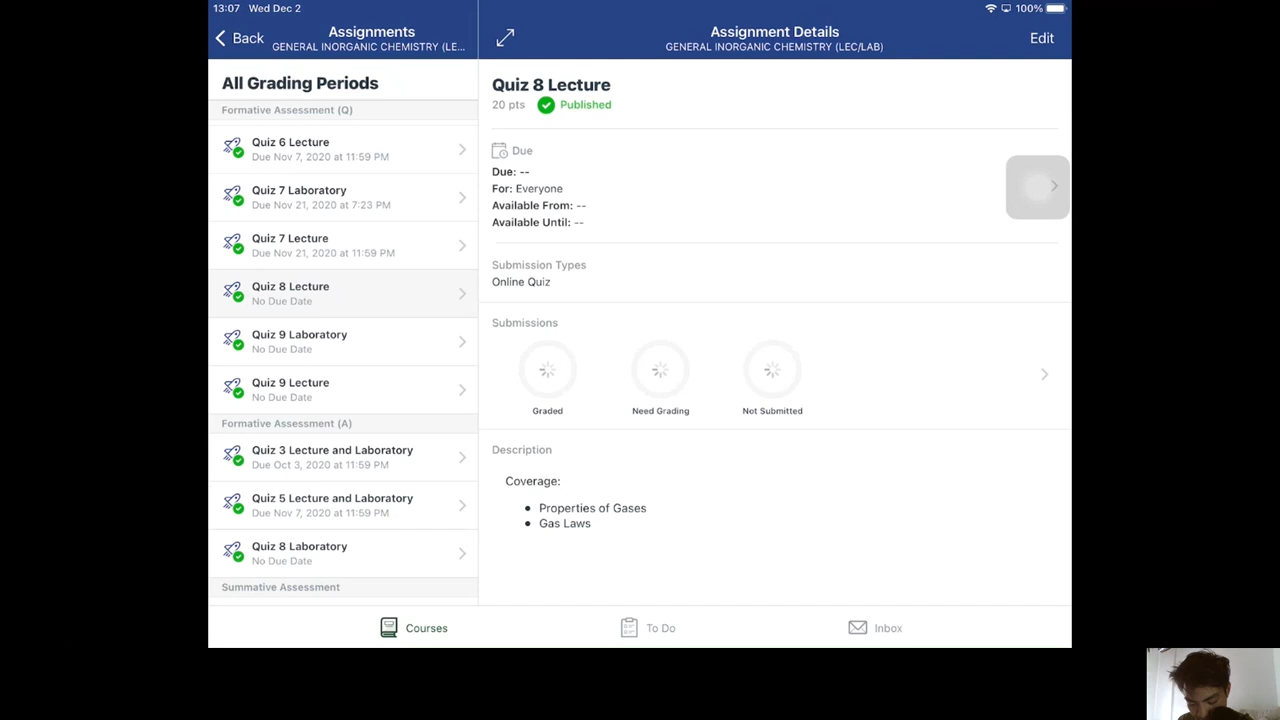 13:07 Wed Dec 2
100%
Back
Assignments
GENERAL INORGANIC CHEMISTRY (LE...
All Grading Periods
Formative Assessment (Q)
Quiz 6 Lecture
Due Nov 7, 2020 at 11:59 PM
Quiz 7 Laboratory
Due Nov 21, 2020 at 7:23 PM
Quiz 7 Lecture
Due Nov 21, 2020 at 11:59 PM
Quiz 8 Lecture
No Due Date
Quiz 9 Laboratory
No Due Date
Quiz 9 Lecture
No Due Date
Formative Assessment (A)
Quiz 3 Lecture and Laboratory
Due Oct 3, 2020 at 11:59 PM
Quiz 5 Lecture and Laboratory
Due Nov 7, 2020 at 11:59 PM
Quiz 8 Laboratory
No Due Date
Summative Assessment
Assignment Details
GENERAL INORGANIC CHEMISTRY (LEC/LAB)
Edit
Quiz 8 Lecture
20 pts Published
Due
Due: --
For: Everyone
Available From: --
Available Until: --
Submission Types
Online Quiz
Submissions
Graded
Need Grading
Not Submitted
Description
Coverage:
• Properties of Gases
• Gas Laws
Courses
To Do
Inbox